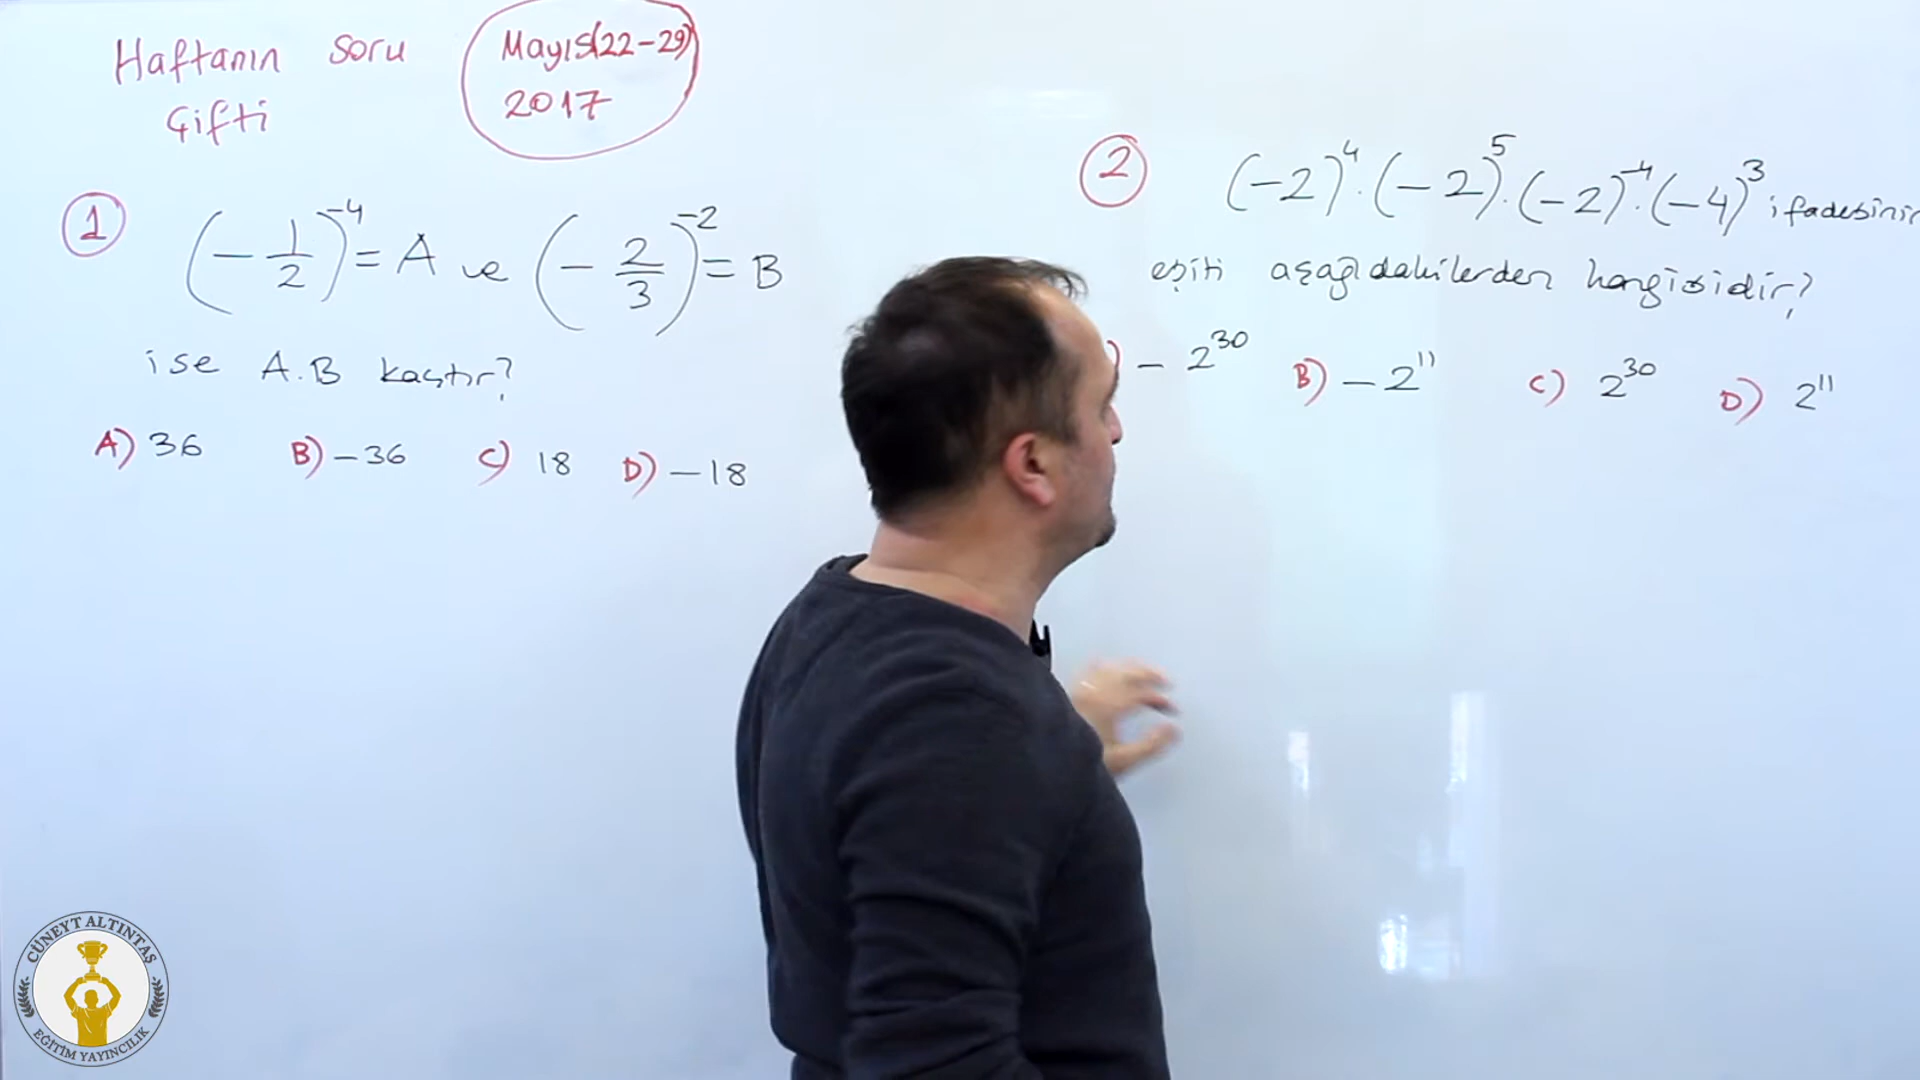 Haftanın soru
Çifti
Mayıs(22-29)
2017
1
(-1/2)^-4 = A ve (-2/3)^-2 = B
ise A.B kaçtır?
A) 36 B) -36 C) 18 D) -18
2
(-2)^4.(-2)^5.(-2)^-4.(-4)^3 ifadesinin
eşiti aşağıdakilerden hangisidir?
) -2^30 B) -2^11 C) 2^30 D) 2^11
CÜNEYT ALTINTAŞ
EĞİTİM YAYINCILIK